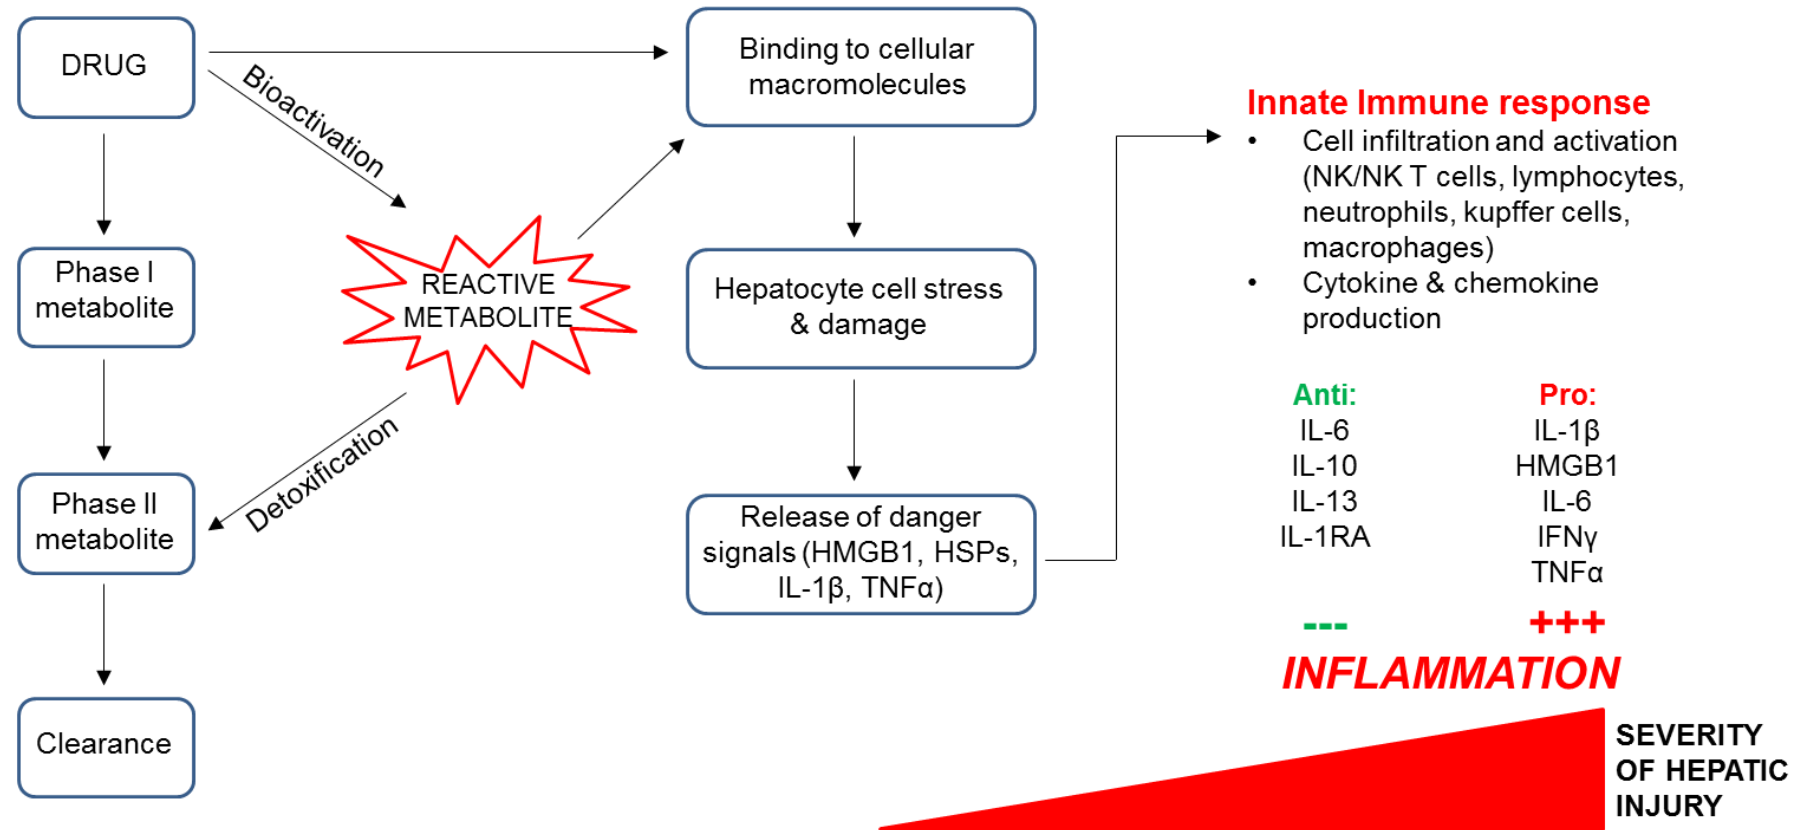 DRUG
Bioactivation
Phase I
metabolite
REACTIVE
METABOLITE
Detoxification
Phase II
metabolite
Clearance
Binding to cellular
macromolecules
Hepatocyte cell stress
& damage
Release of danger
signals (HMGB1, HSPs,
IL-1β, TNFα)
Innate Immune response
• Cell infiltration and activation
(NK/NK T cells, lymphocytes,
neutrophils, kupffer cells,
macrophages)
• Cytokine & chemokine
production
Anti:
IL-6
IL-10
IL-13
IL-1RA
---
Pro:
IL-1β
HMGB1
IL-6
IFNγ
TNFα
+++
INFLAMMATION
SEVERITY
OF HEPATIC
INJURY